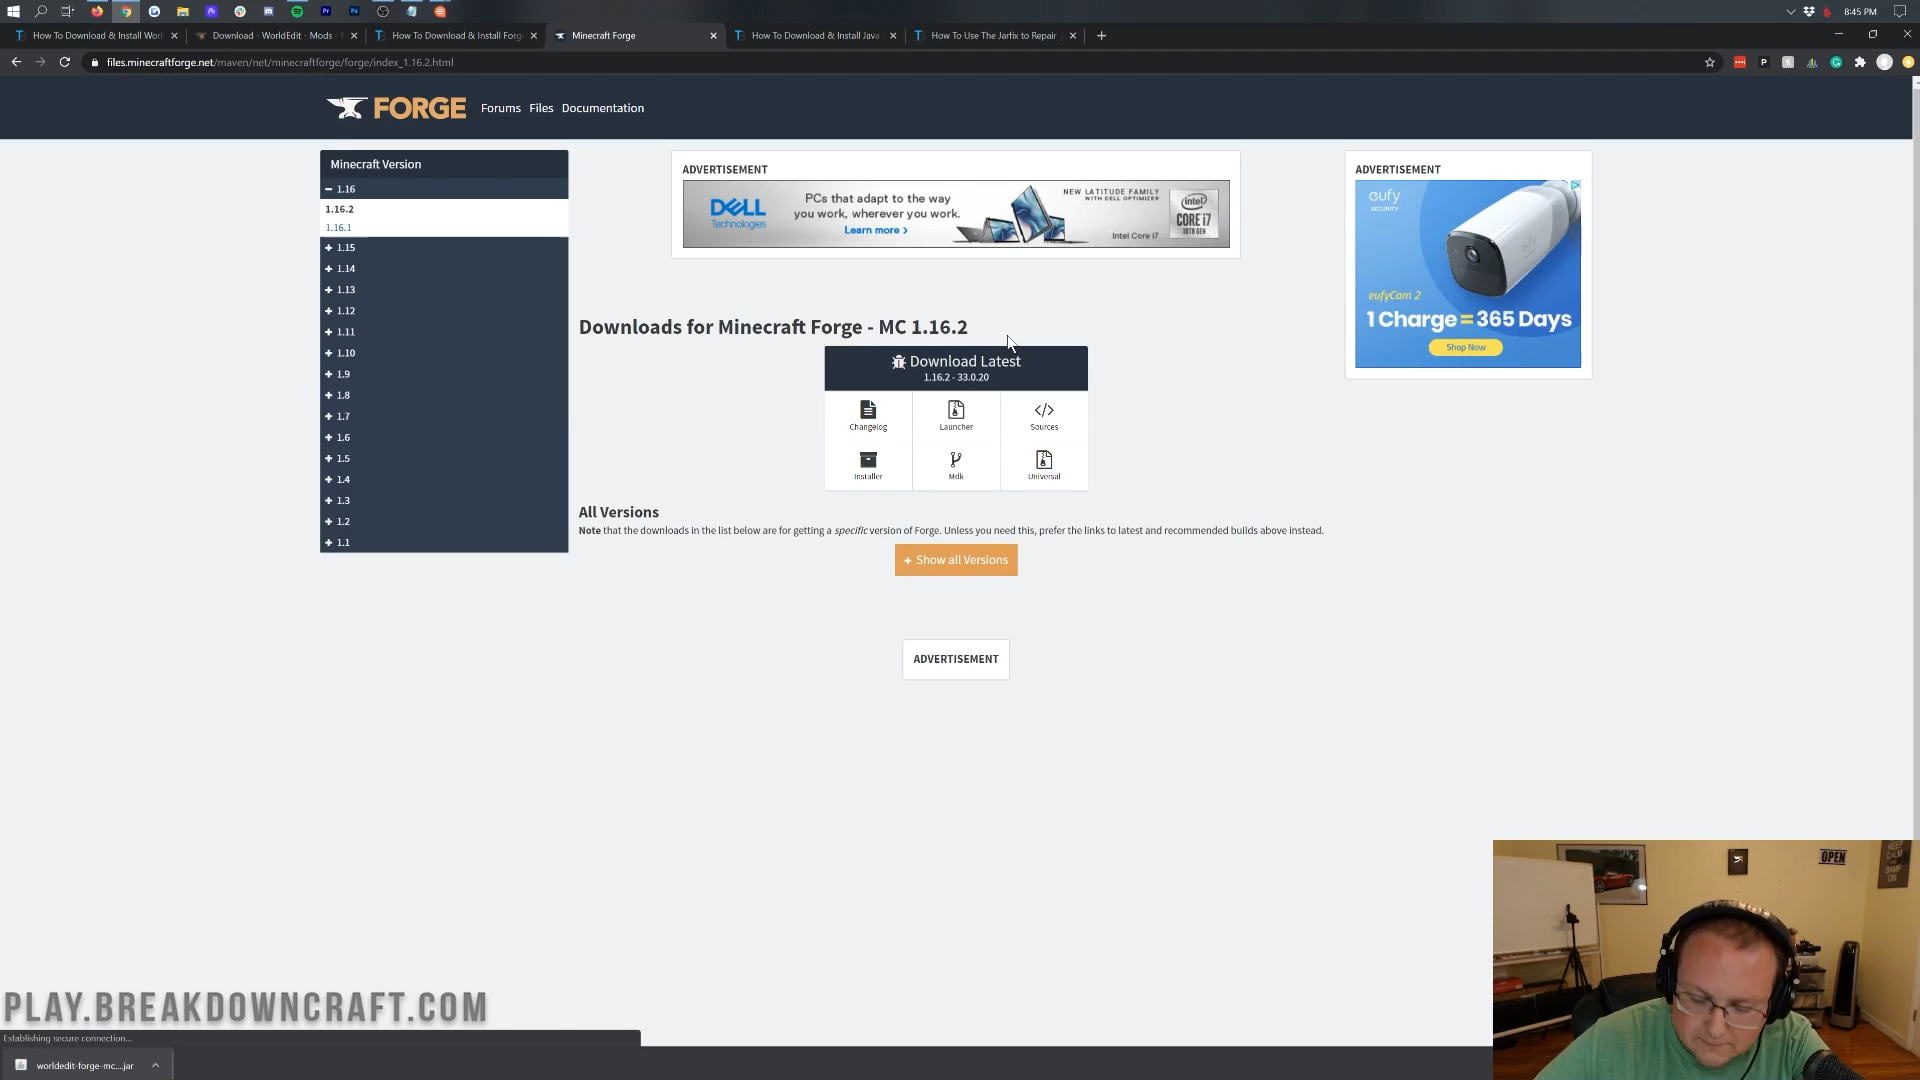 8:45 PM
How To Download & Install Worl
Download - WorldEdit - Mods -
How To Download & Install Forg
Minecraft Forge
How To Download & Install Java
How To Use The Jarfix to Repair
files.minecraftforge.net/maven/net/minecraftforge/forge/index_1.16.2.html
FORGE
Forums Files Documentation
Minecraft Version
1.16
1.16.2
1.16.1
1.15
1.14
1.13
1.12
1.11
1.10
1.9
1.8
1.7
1.6
1.5
1.4
1.3
1.2
1.1
ADVERTISEMENT
DELL
Technologies
PCs that adapt to the way
you work, wherever you work.
Learn more >
NEW LATITUDE FAMILY
WITH DELL OPTIMIZER
Intel Core i7
intel
CORE i7
10TH GEN
ADVERTISEMENT
eufy
SECURITY
eufyCam 2
1 Charge = 365 Days
Shop Now
Downloads for Minecraft Forge - MC 1.16.2
Download Latest
1.16.2 - 33.0.20
Changelog
Launcher
Sources
Installer
Mdk
Universal
All Versions
Note that the downloads in the list below are for getting a specific version of Forge. Unless you need this, prefer the links to latest and recommended builds above instead.
+ Show all Versions
ADVERTISEMENT
OPEN
KEEP
CALM
AND
BAMF
ON
PLAY.BREAKDOWNCRAFT.COM
Establishing secure connection...
worldedit-forge-mc....jar